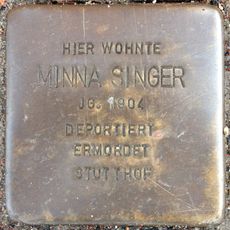 HIER WOHNTE
MINNA SINGER
JG. 1904
DEPORTIERT
ERMORDET
STUTTHOF